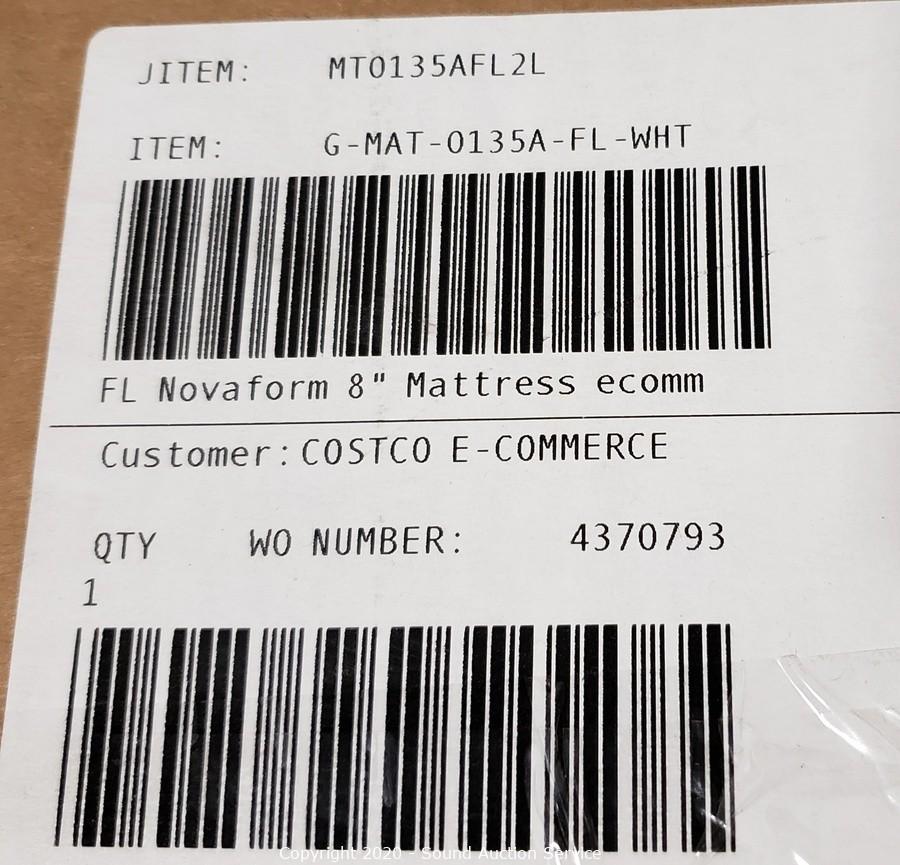 JITEM: MT0135AFL2L
ITEM: G-MAT-0135A-FL-WHT
FL Novaform 8" Mattress ecomm
Customer:COSTCO E-COMMERCE
QTY WO NUMBER: 4370793
1
Copyright 2020 - Sound Auction Service